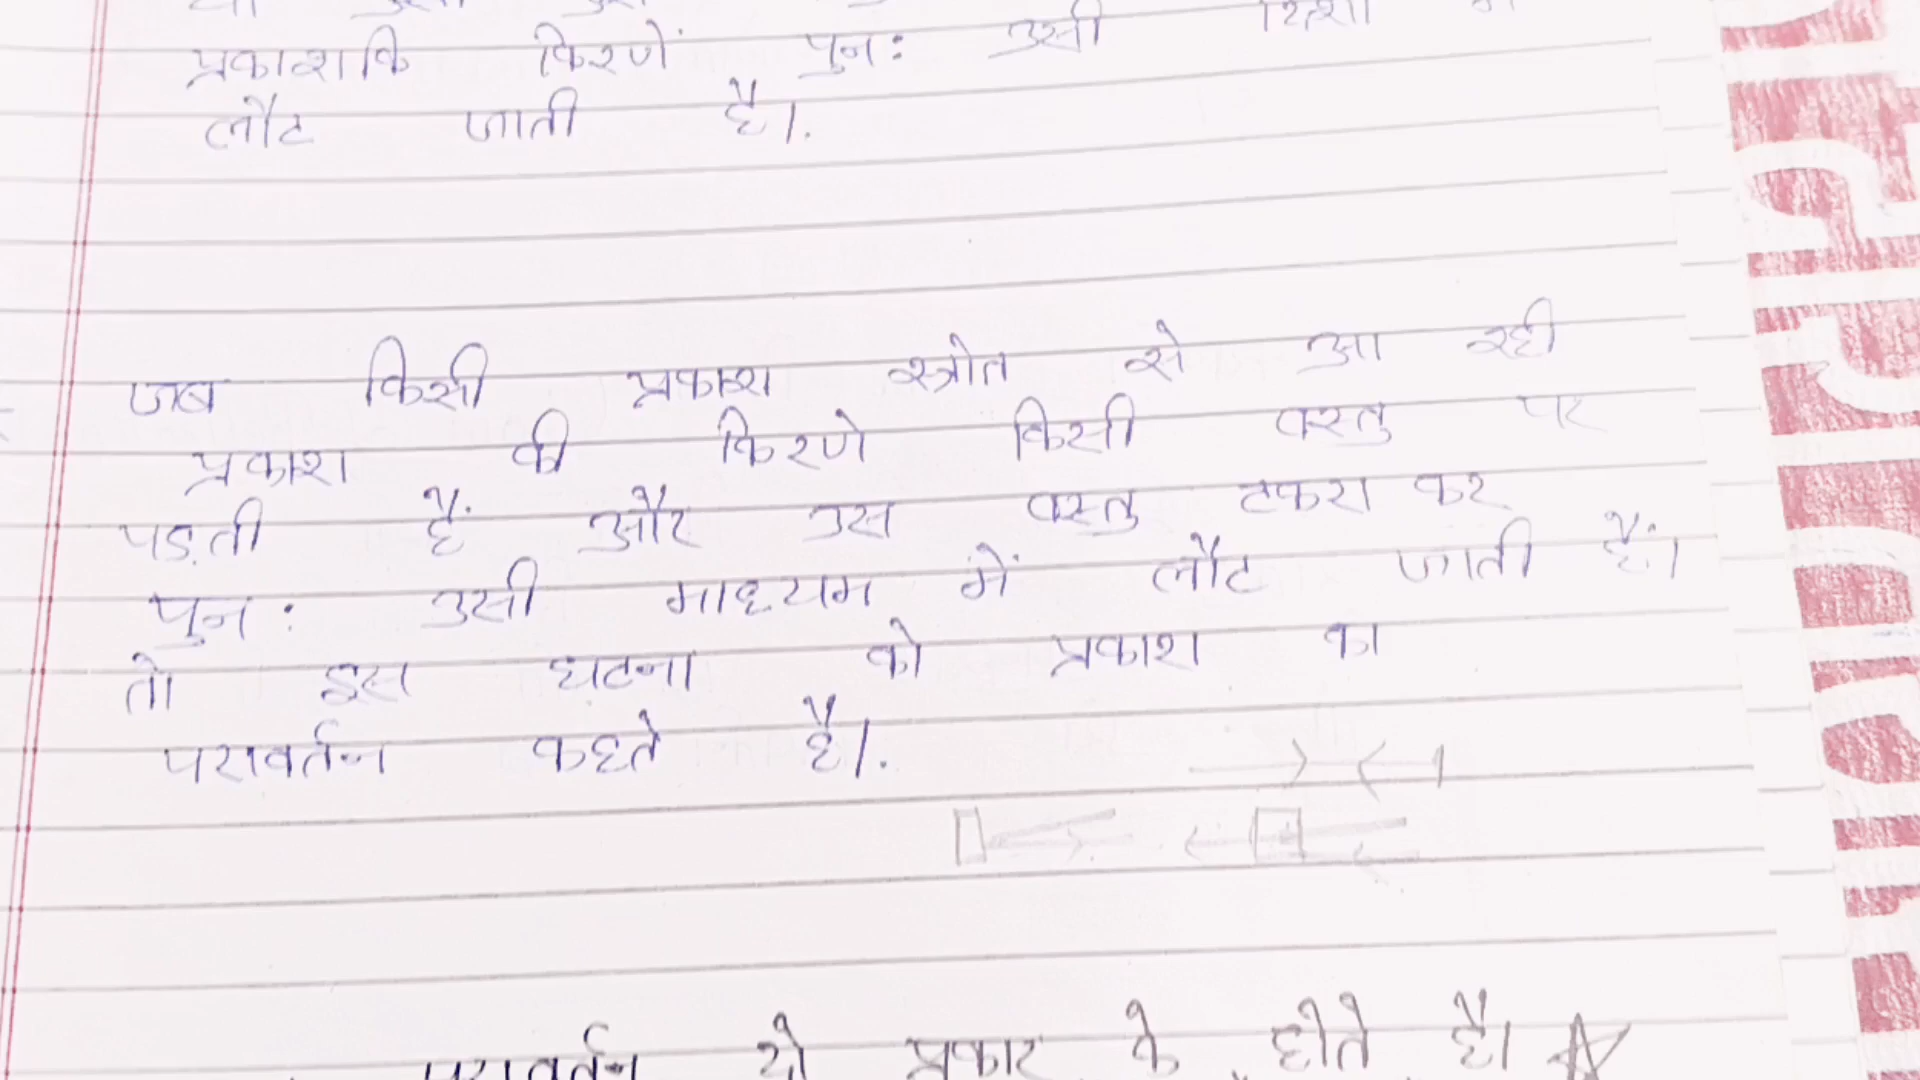 प्रकाशकि किरणें पुन: उसी
लौट जाती है।.
जब किसी प्रकाश स्त्रोत से आ रही
प्रकाश की किरणे किसी वस्तु पर
पड़ती हैं और उस वस्तु टकरा कर
पुन: उसी माध्यम में लौट जाती हैं।
तो इस घटना को प्रकाश का
परावर्तन कहते है।.
परावर्तन दो प्रकार के होते है।